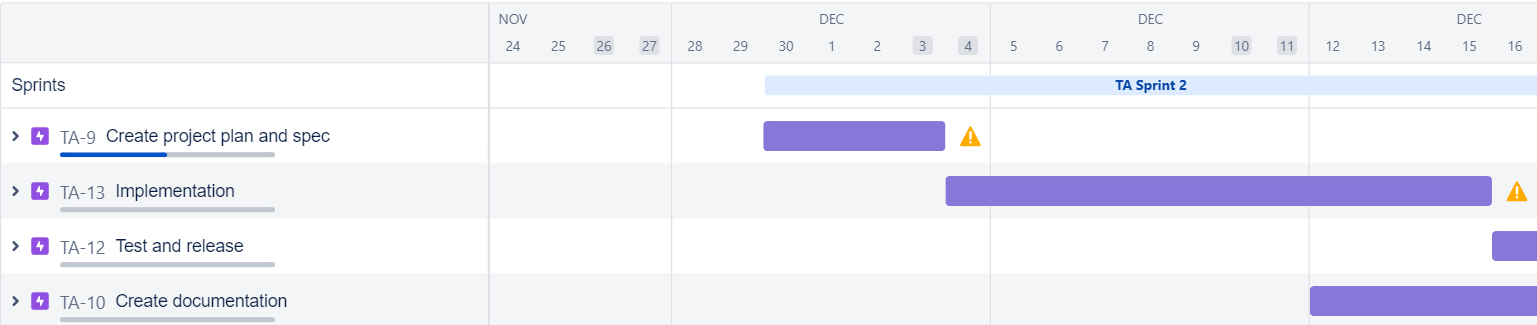 NOV DEC DEC DEC
24 25 26 27 28 29 30 1 2 3 4 5 6 7 8 9 10 11 12 13 14 15 16
Sprints TA Sprint 2
TA-9 Create project plan and spec
TA-13 Implementation
TA-12 Test and release
TA-10 Create documentation